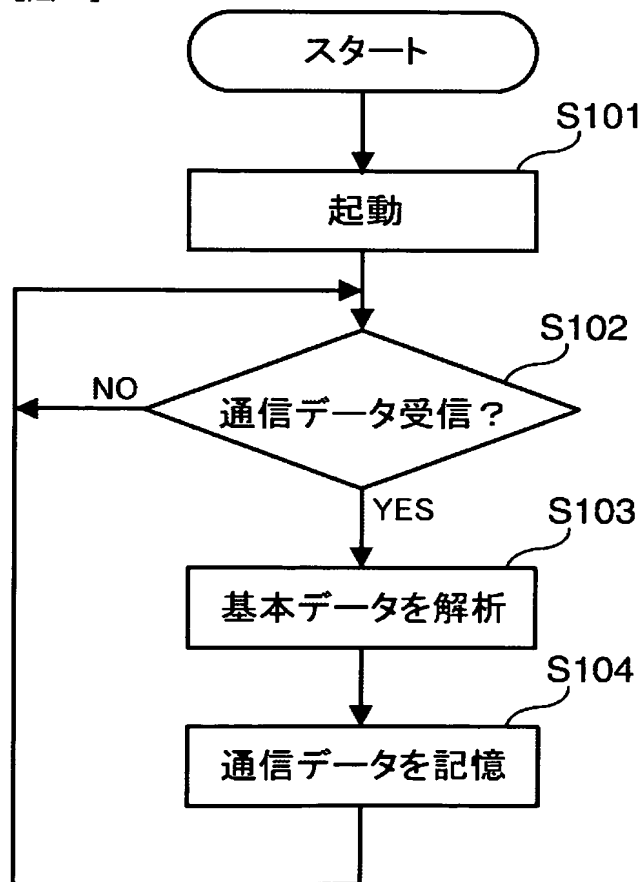 スタート
S101
起動
S102
通信データ受信？
NO
YES
S103
基本データを解析
S104
通信データを記憶